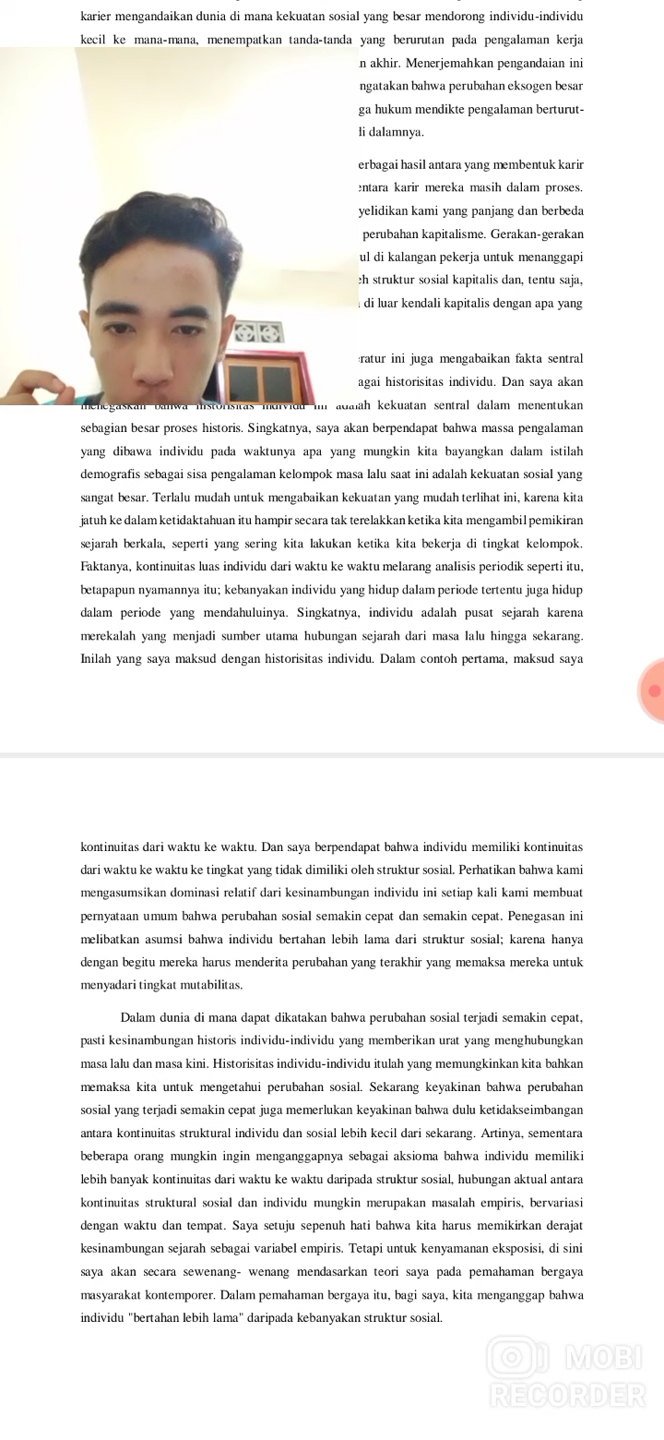 karier mengandaikan dunia di mana kekuatan sosial yang besar mendorong individu-individu
kecil ke mana-mana, menempatkan tanda-tanda yang berurutan pada pengalaman kerja
akhir. Menerjemahkan pengandaian ini
ngatakan bahwa perubahan eksogen besar
ga hukum mendikte pengalaman berturut-
dalamnya.
erbagai hasil antara yang membentuk karir
entara karir mereka masih dalam proses.
yelidikan kami yang panjang dan berbeda
perubahan kapitalisme. Gerakan-gerakan
ul di kalangan pekerja untuk menanggapi
eh struktur sosial kapitalis dan, tentu saja,
di luar kendali kapitalis dengan apa yang
eratur ini juga mengabaikan fakta sentral
agai historisitas individu. Dan saya akan
menegaskan bahwa historisitas individu ini adalah kekuatan sentral dalam menentukan
sebagian besar proses historis. Singkatnya, saya akan berpendapat bahwa massa pengalaman
yang dibawa individu pada waktunya apa yang mungkin kita bayangkan dalam istilah
demografis sebagai sisa pengalaman kelompok masa lalu saat ini adalah kekuatan sosial yang
sangat besar. Terlalu mudah untuk mengabaikan kekuatan yang mudah terlihat ini, karena kita
jatuh ke dalam ketidaktahuan itu hampir secara tak terelakkan ketika kita mengambil pemikiran
sejarah berkala, seperti yang sering kita lakukan ketika kita bekerja di tingkat kelompok.
Faktanya, kontinuitas luas individu dari waktu ke waktu melarang analisis periodik seperti itu,
betapapun nyamannya itu; kebanyakan individu yang hidup dalam periode tertentu juga hidup
dalam periode yang mendahuluinya. Singkatnya, individu adalah pusat sejarah karena
merekalah yang menjadi sumber utama hubungan sejarah dari masa lalu hingga sekarang.
Inilah yang saya maksud dengan historisitas individu. Dalam contoh pertama, maksud saya
kontinuitas dari waktu ke waktu. Dan saya berpendapat bahwa individu memiliki kontinuitas
dari waktu ke waktu ke tingkat yang tidak dimiliki oleh struktur sosial. Perhatikan bahwa kami
mengasumsikan dominasi relatif dari kesinambungan individu ini setiap kali kami membuat
pernyataan umum bahwa perubahan sosial semakin cepat dan semakin cepat. Penegasan ini
melibatkan asumsi bahwa individu bertahan lebih lama dari struktur sosial; karena hanya
dengan begitu mereka harus menderita perubahan yang terakhir yang memaksa mereka untuk
menyadari tingkat mutabilitas.
Dalam dunia di mana dapat dikatakan bahwa perubahan sosial terjadi semakin cepat,
pasti kesinambungan historis individu-individu yang memberikan urat yang menghubungkan
masa lalu dan masa kini. Historisitas individu-individu itulah yang memungkinkan kita bahkan
memaksa kita untuk mengetahui perubahan sosial. Sekarang keyakinan bahwa perubahan
sosial yang terjadi semakin cepat juga memerlukan keyakinan bahwa dulu ketidakseimbangan
antara kontinuitas struktural individu dan sosial lebih kecil dari sekarang. Artinya, sementara
beberapa orang mungkin ingin menganggapnya sebagai aksioma bahwa individu memiliki
lebih banyak kontinuitas dari waktu ke waktu daripada struktur sosial, hubungan aktual antara
kontinuitas struktural sosial dan individu mungkin merupakan masalah empiris, bervariasi
dengan waktu dan tempat. Saya setuju sepenuh hati bahwa kita harus memikirkan derajat
kesinambungan sejarah sebagai variabel empiris. Tetapi untuk kenyamanan eksposisi, di sini
saya akan secara sewenang- wenang mendasarkan teori saya pada pemahaman bergaya
masyarakat kontemporer. Dalam pemahaman bergaya itu, bagi saya, kita menganggap bahwa
individu "bertahan lebih lama" daripada kebanyakan struktur sosial.
MOBI
RECORDER